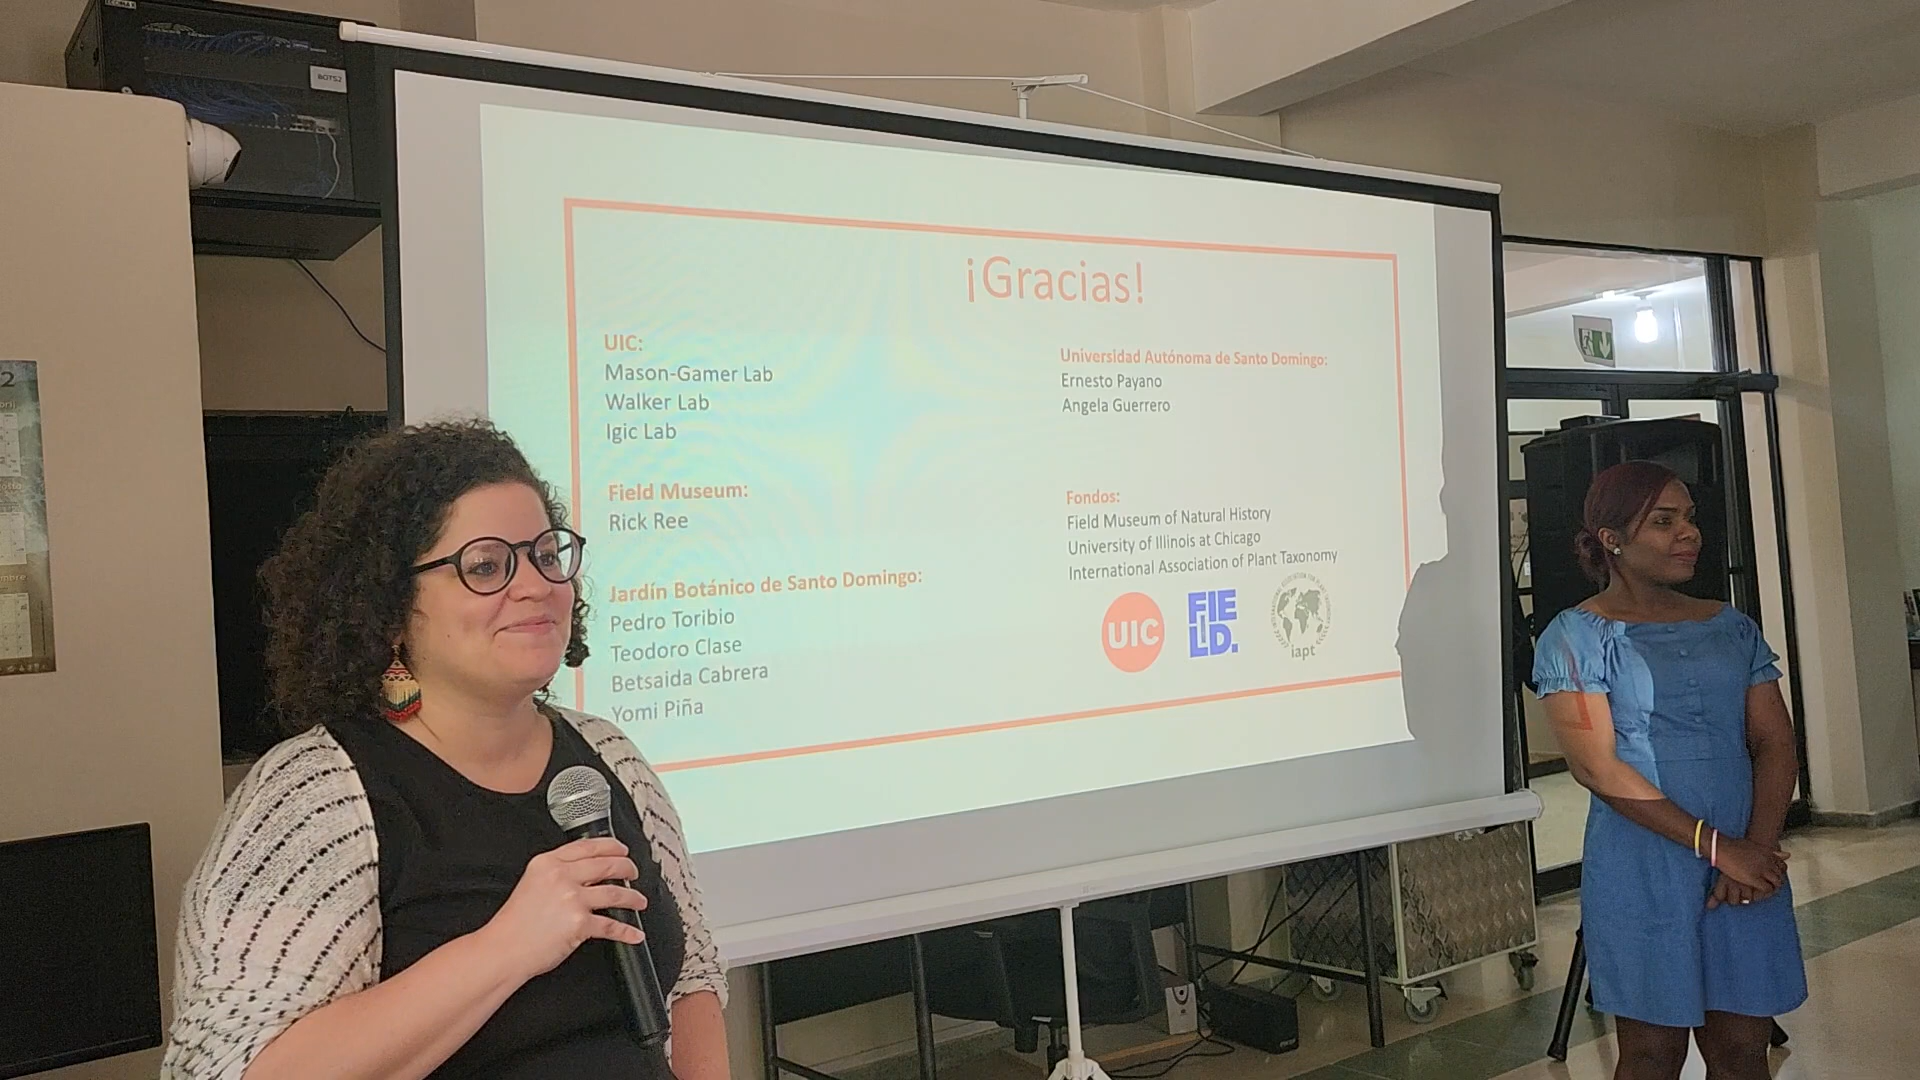 BOTS2
¡Gracias!
UIC:
Mason-Gamer Lab
Walker Lab
Igic Lab
Field Museum:
Rick Ree
Jardín Botánico de Santo Domingo:
Pedro Toribio
Teodoro Clase
Betsaida Cabrera
Yomi Piña
Universidad Autónoma de Santo Domingo:
Ernesto Payano
Angela Guerrero
Fondos:
Field Museum of Natural History
University of Illinois at Chicago
International Association of Plant Taxonomy
UIC
FIELD.
iapt